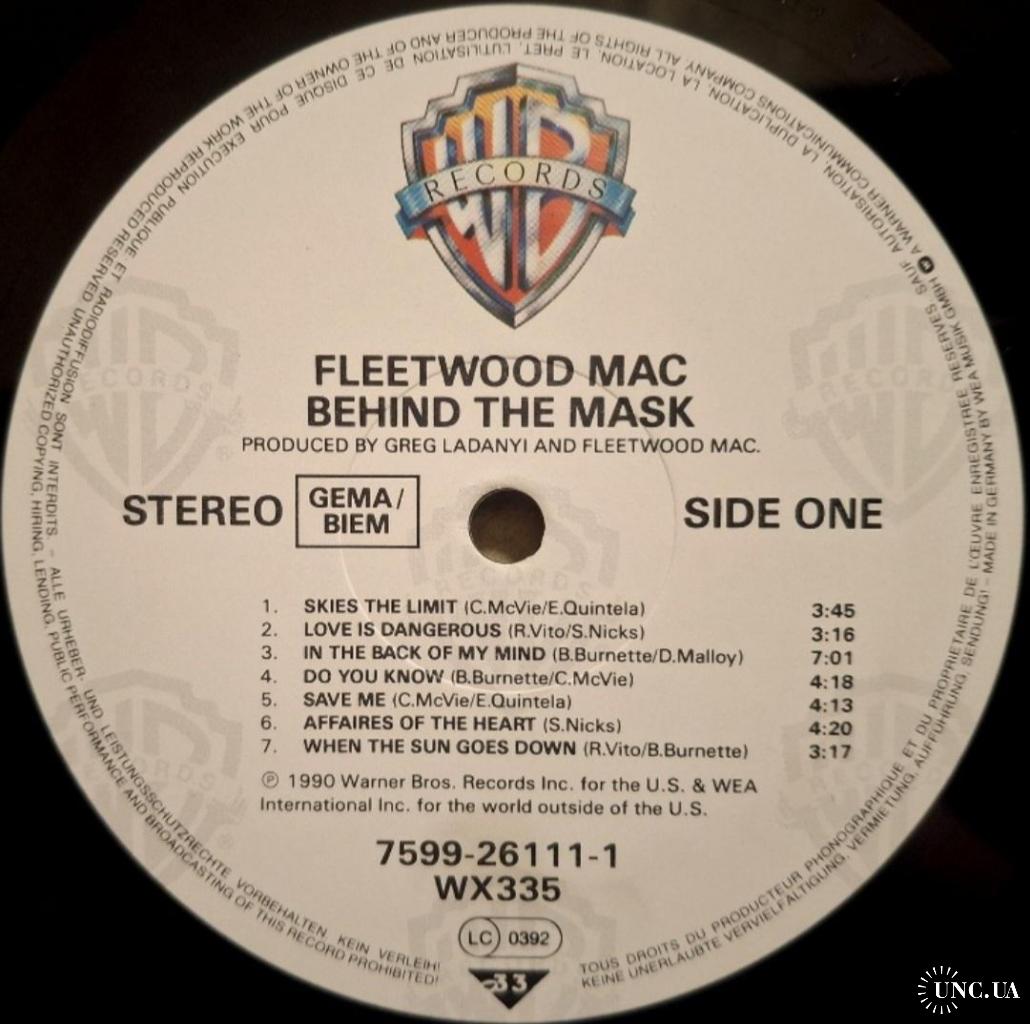 WB
RECORDS
FLEETWOOD MAC
BEHIND THE MASK
PRODUCED BY GREG LADANYI AND FLEETWOOD MAC.
STEREO
GEMA/
BIEM
SIDE ONE
1. SKIES THE LIMIT (C.McVie/E.Quintela) 3:45
2. LOVE IS DANGEROUS (R.Vito/S.Nicks) 3:16
3. IN THE BACK OF MY MIND (B.Burnette/D.Malloy) 7:01
4. DO YOU KNOW (B.Burnette/C.McVie) 4:18
5. SAVE ME (C.McVie/E.Quintela) 4:13
6. AFFAIRES OF THE HEART (S.Nicks) 4:20
7. WHEN THE SUN GOES DOWN (R.Vito/B.Burnette) 3:17
℗ 1990 Warner Bros. Records Inc. for the U.S. & WEA
International Inc. for the world outside of the U.S.
7599-26111-1
WX335
LC 0392
33
ALLE URHEBER- UND LEISTUNGSSCHUTZRECHTE VORBEHALTEN. KEIN VERLEIH! KEINE UNERLAUBTE VERVIELFALTIGUNG, VERMIETUNG, AUFFÜHRUNG, SENDUNG! – MADE IN GERMANY BY WEA MUSIK GMBH A WARNER COMMUNICATIONS COMPANY ALL RIGHTS OF THE PRODUCER AND OF THE OWNER OF THE WORK REPRODUCED RESERVED UNAUTHORIZED COPYING, HIRING, LENDING, PUBLIC PERFORMANCE AND BROADCASTING OF THIS RECORD PROHIBITED!
TOUS DROITS DU PRODUCTEUR PHONOGRAPHIQUE ET DU PROPRIETAIRE DE L'ŒUVRE ENREGISTREE RESERVES. SAUF AUTORISATION, LA DUPLICATION, LA LOCATION, LE PRET, L'UTILISATION DE CE DISQUE POUR EXECUTION PUBLIQUE ET RADIODIFFUSION SONT INTERDITS. –
UNC.UA